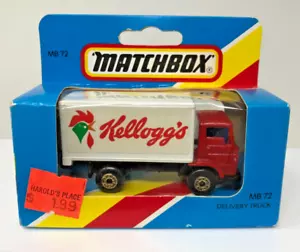 MB 72
MATCHBOX
Kellogg's
HAROLD'S PLACE
$ 1.99
MB 72
DELIVERY TRUCK